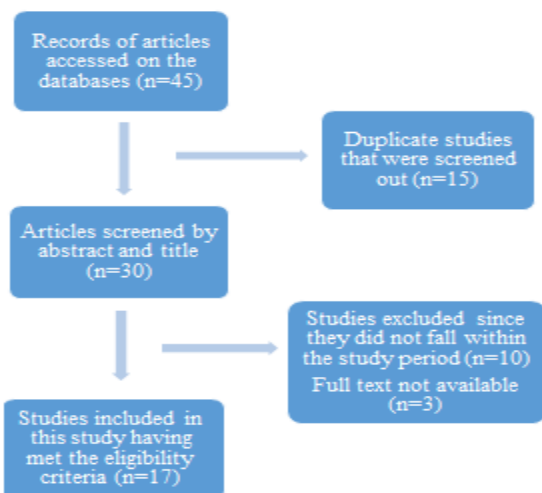 Records of articles
accessed on the
databases (n=45)
Duplicate studies
that were screened
out (n=15)
Articles screened by
abstract and title
(n=30)
Studies excluded since
they did not fall within
the study period (n=10)
Full text not available
(n=3)
Studies included in
this study having
met the eligibility
criteria (n=17)